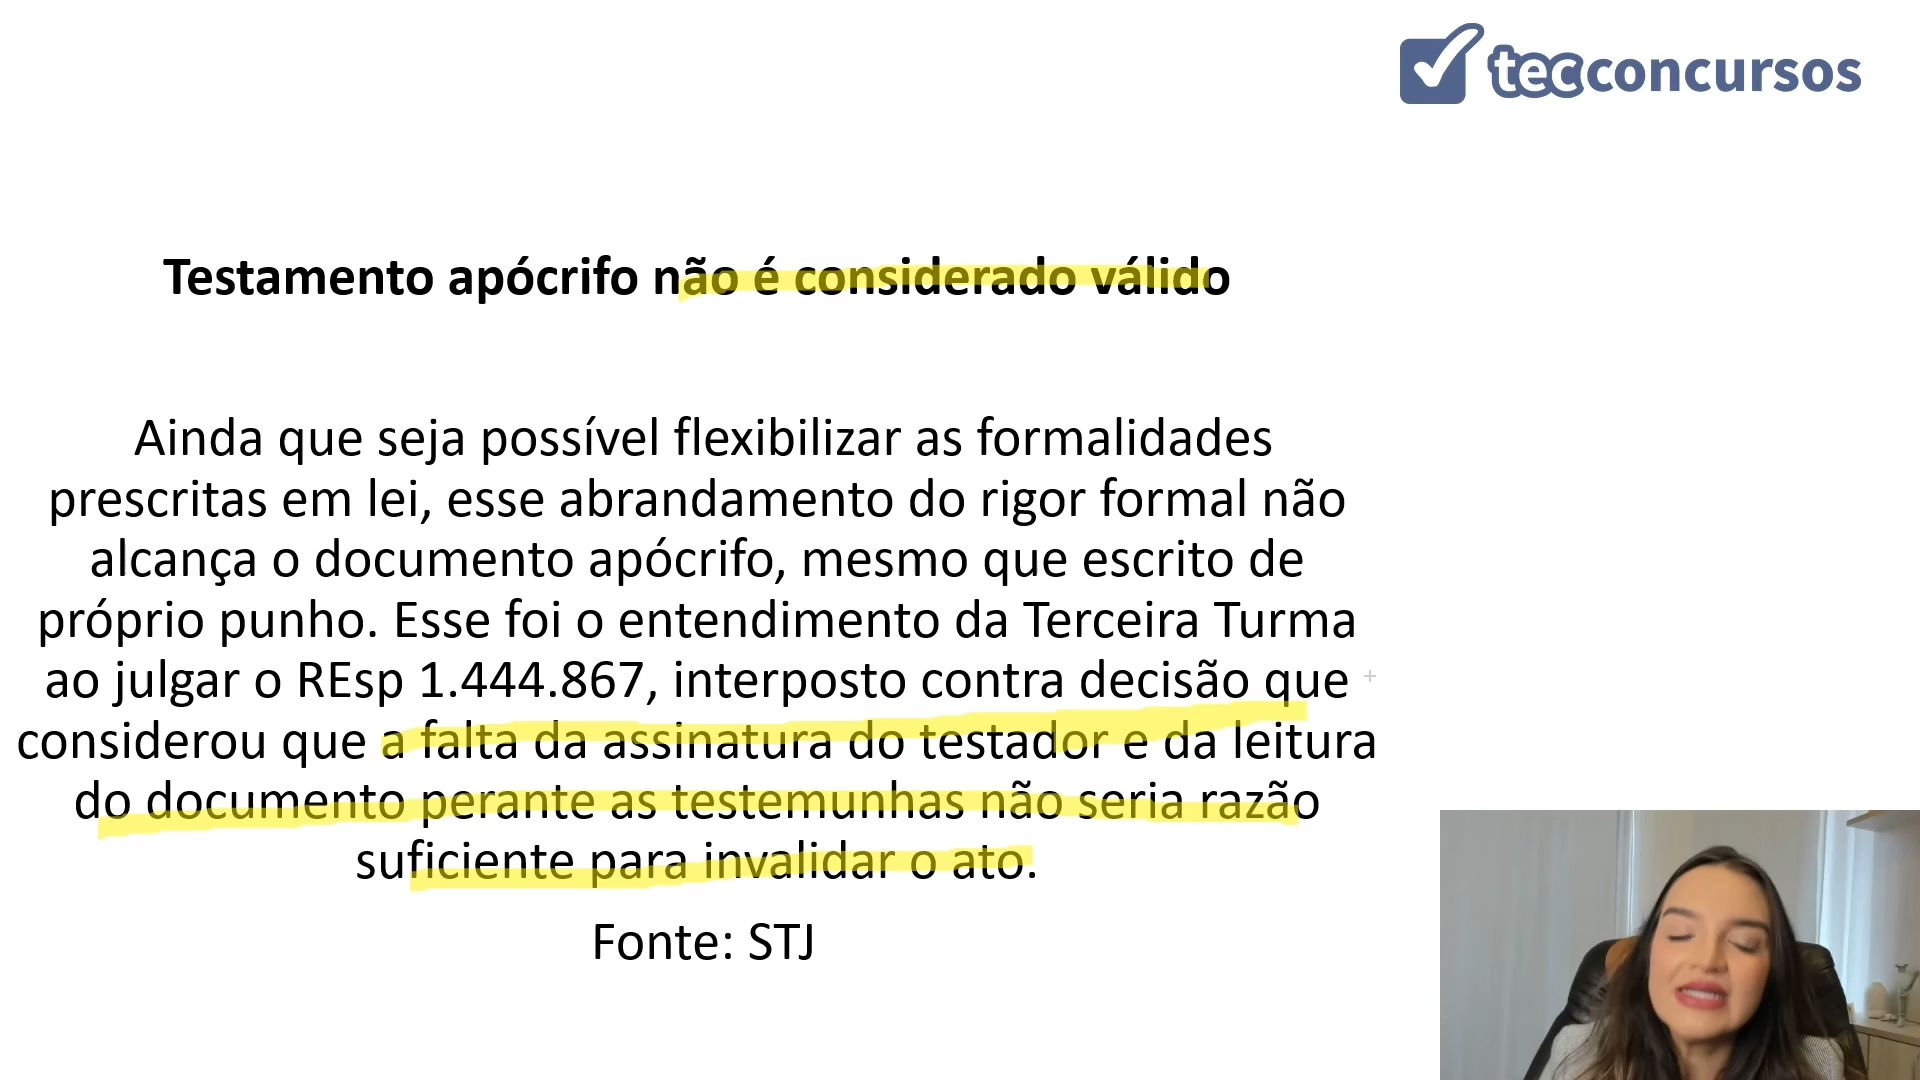 tecconcursos
Testamento apócrifo não é considerado válido
Ainda que seja possível flexibilizar as formalidades
prescritas em lei, esse abrandamento do rigor formal não
alcança o documento apócrifo, mesmo que escrito de
próprio punho. Esse foi o entendimento da Terceira Turma
ao julgar o REsp 1.444.867, interposto contra decisão que
considerou que a falta da assinatura do testador e da leitura
do documento perante as testemunhas não seria razão
suficiente para invalidar o ato.
Fonte: STJ